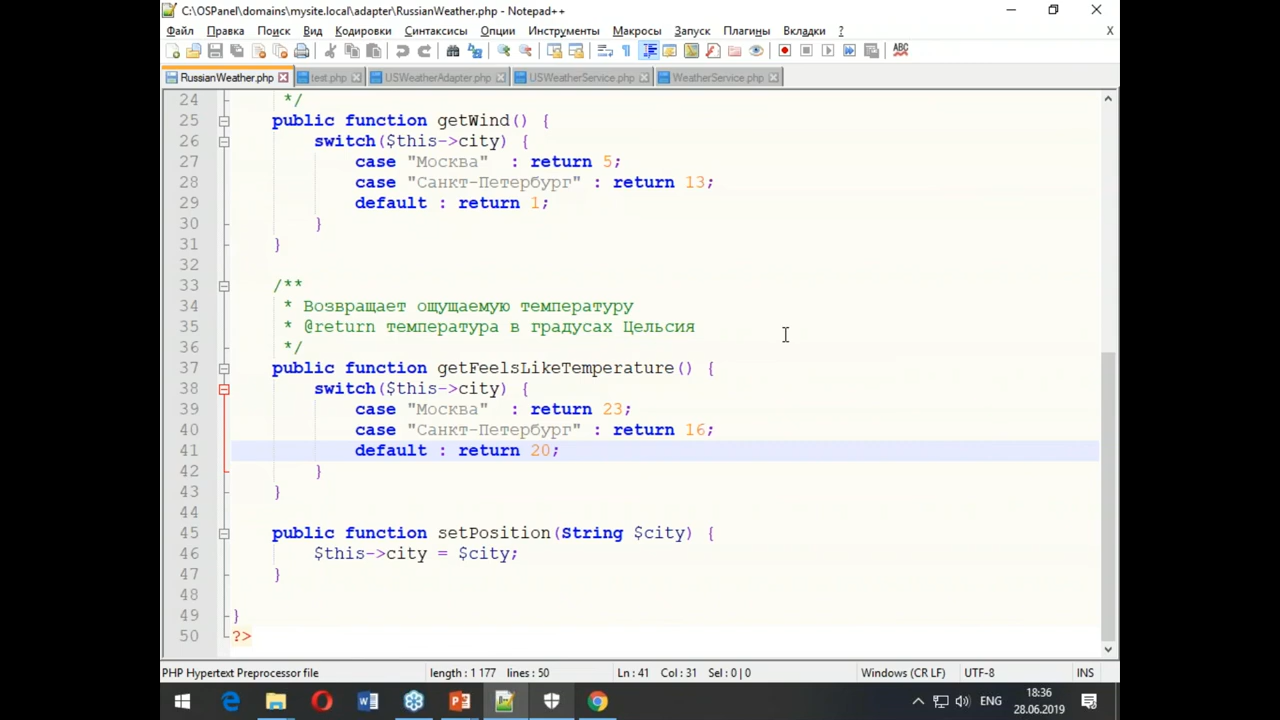 C:\OSPanel\domains\mysite.local\adapter\RussianWeather.php - Notepad++
Файл Правка Поиск Вид Кодировки Синтаксисы Опции Инструменты Макросы Запуск Плагины Вкладки ? X
RussianWeather.php test.php USWeatherAdapter.php USWeatherService.php WeatherService.php
24 */
25 public function getWind() {
26 switch($this->city) {
27 case "Москва" : return 5;
28 case "Санкт-Петербург" : return 13;
29 default : return 1;
30 }
31 }
32
33 /**
34 * Возвращает ощущаемую температуру
35 * @return температура в градусах Цельсия
36 */
37 public function getFeelsLikeTemperature() {
38 switch($this->city) {
39 case "Москва" : return 23;
40 case "Санкт-Петербург" : return 16;
41 default : return 20;
42 }
43 }
44
45 public function setPosition(String $city) {
46 $this->city = $city;
47 }
48
49 }
50 ?>
PHP Hypertext Preprocessor file length : 1 177 lines : 50 Ln : 41 Col : 31 Sel : 0 | 0 Windows (CR LF) UTF-8 INS
ENG 18:36
28.06.2019